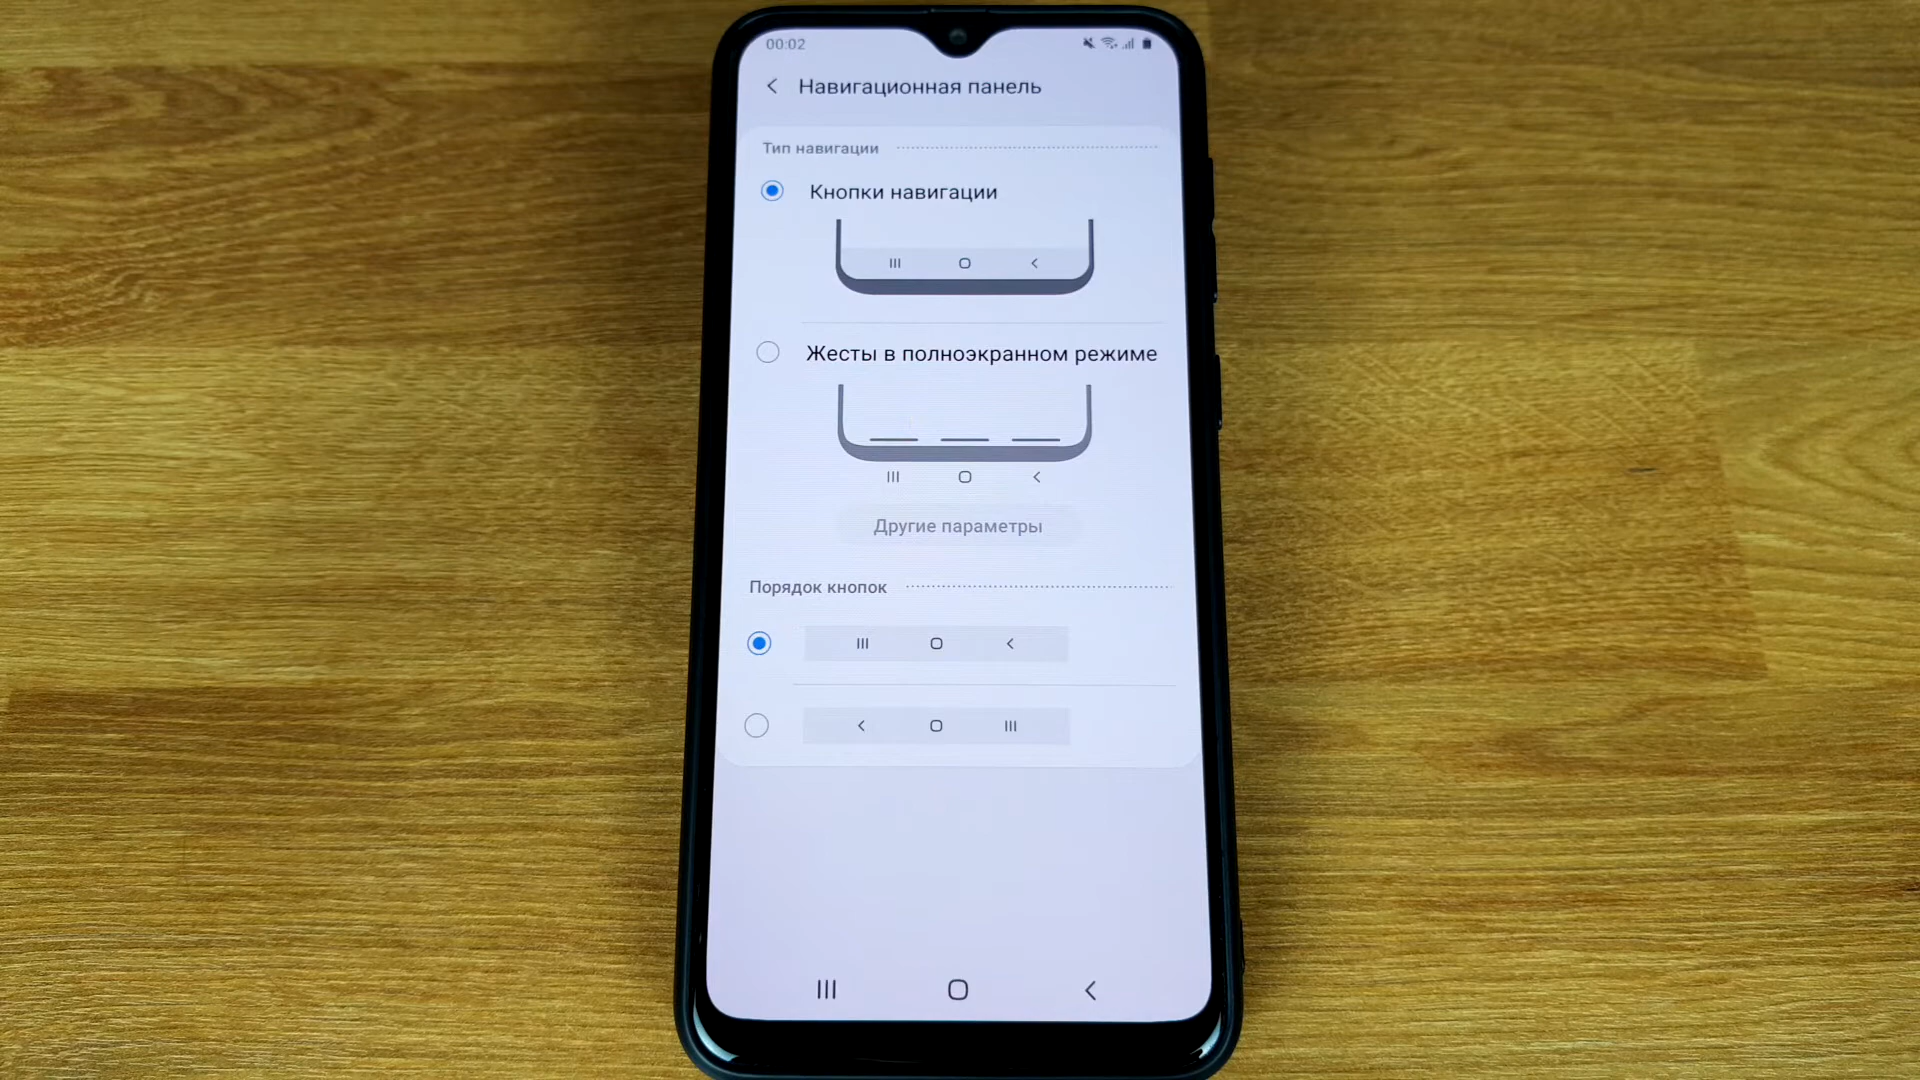 00:02
Навигационная панель
Тип навигации
Кнопки навигации
Жесты в полноэкранном режиме
Другие параметры
Порядок кнопок